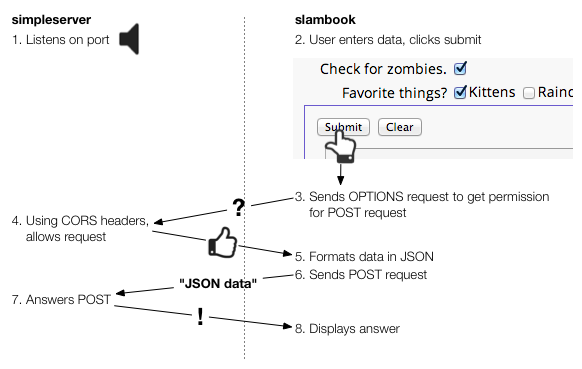 simpleserver
slambook
1. Listens on port
2. User enters data, clicks submit
Check for zombies.
Favorite things? Kittens
Submit Clear
3. Sends OPTIONS request to get permission
for POST request
?
4. Using CORS headers,
allows request
5. Formats data in JSON
6. Sends POST request
"JSON data"
7. Answers POST
!
8. Displays answer